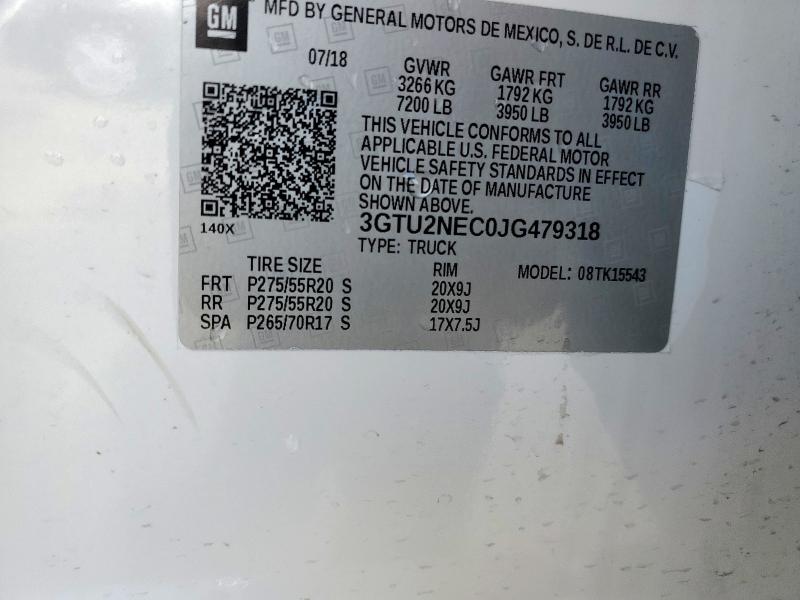 GM
MFD BY GENERAL MOTORS DE MEXICO, S. DE R.L. DE C.V.
07/18
GVWR
3266 KG
7200 LB
GAWR FRT
1792 KG
3950 LB
GAWR RR
1792 KG
3950 LB
THIS VEHICLE CONFORMS TO ALL
APPLICABLE U.S. FEDERAL MOTOR
VEHICLE SAFETY STANDARDS IN EFFECT
ON THE DATE OF MANUFACTURE
SHOWN ABOVE.
140X
3GTU2NEC0JG479318
TYPE: TRUCK
TIRE SIZE RIM MODEL: 08TK15543
FRT P275/55R20 S 20X9J
RR P275/55R20 S 20X9J
SPA P265/70R17 S 17X7.5J